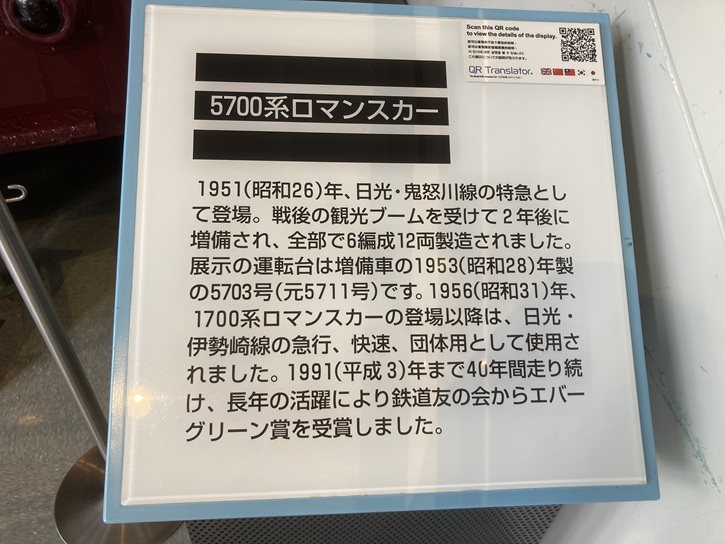 Scan this QR code
to view the details of the display.
QR Translator
5700系ロマンスカー
1951(昭和26)年、日光・鬼怒川線の特急とし
て登場。戦後の観光ブームを受けて2年後に
増備され、全部で6編成12両製造されました。
展示の運転台は増備車の1953(昭和28)年製
の5703号(元5711号)です。1956(昭和31)年、
1700系ロマンスカーの登場以降は、日光・
伊勢崎線の急行、快速、団体用として使用さ
れました。1991(平成3)年まで40年間走り続
け、長年の活躍により鉄道友の会からエバー
グリーン賞を受賞しました。